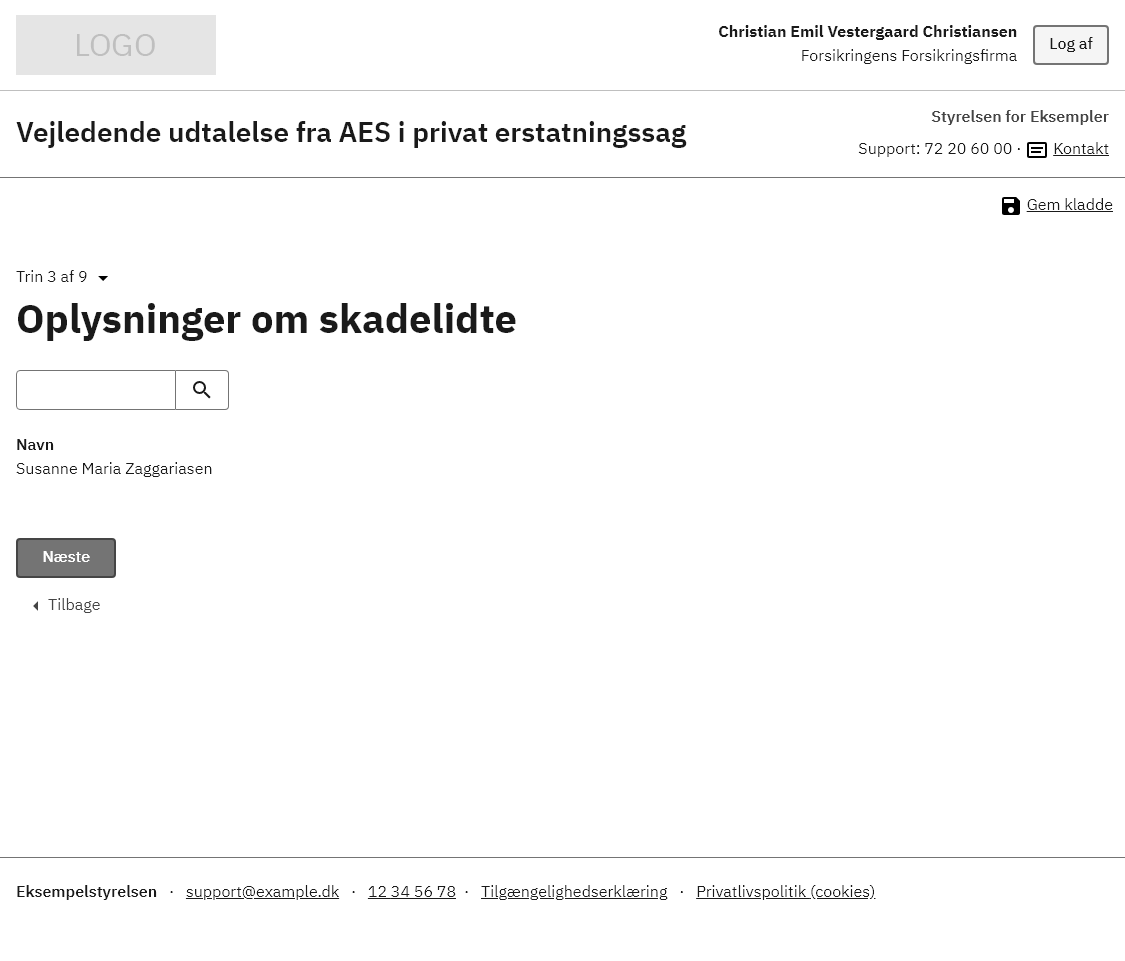 LOGO
Christian Emil Vestergaard Christiansen
Forsikringens Forsikringsfirma
Log af
Vejledende udtalelse fra AES i privat erstatningssag
Styrelsen for Eksempler
Support: 72 20 60 00 · Kontakt
Gem kladde
Trin 3 af 9
Oplysninger om skadelidte
Navn
Susanne Maria Zaggariasen
Næste
Tilbage
Eksempelstyrelsen · support@example.dk · 12 34 56 78 · Tilgængelighedserklæring · Privatlivspolitik (cookies)